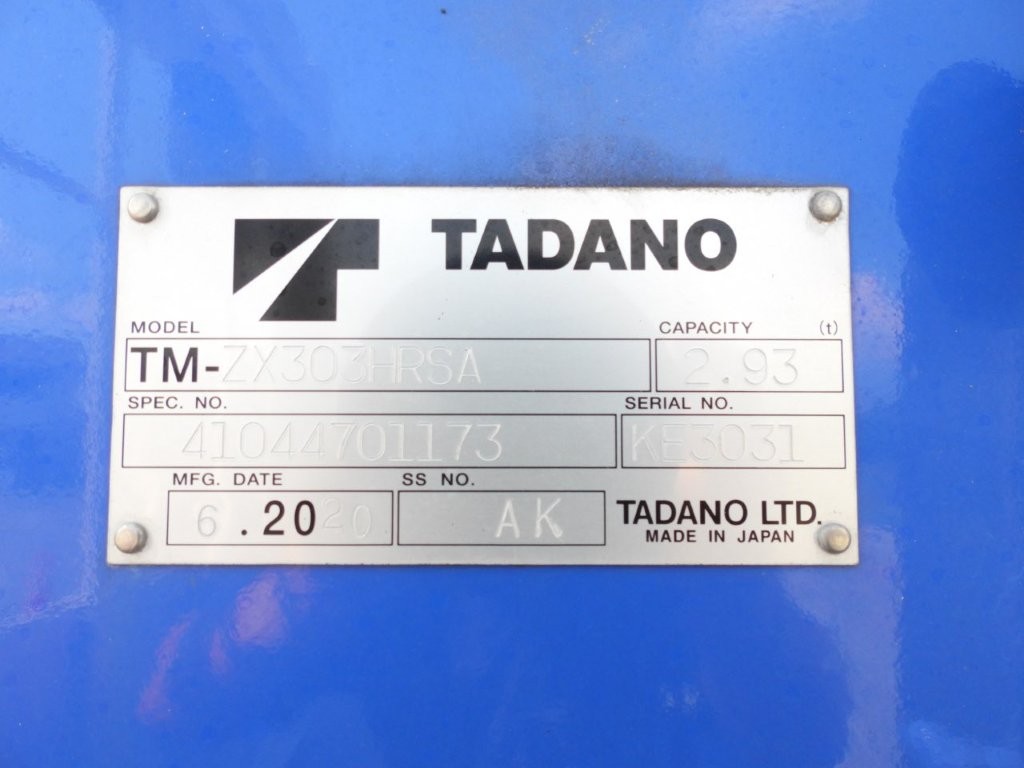 TADANO
MODEL CAPACITY (t)
TM-ZX303HRSA 2.93
SPEC. NO. SERIAL NO.
41044701173 KE3031
MFG. DATE SS NO.
6 .2020 AK TADANO LTD.
MADE IN JAPAN